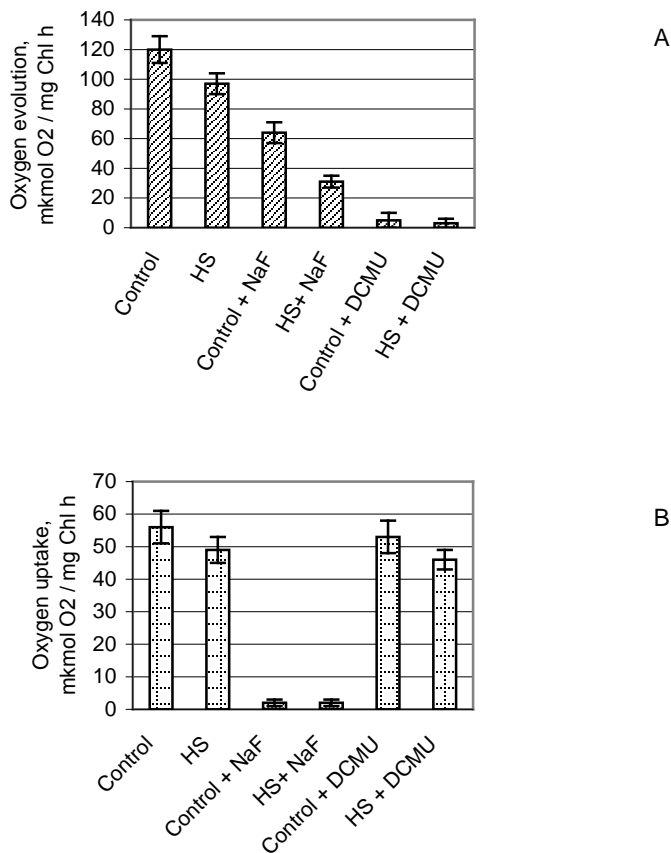 A
Oxygen evolution,
mkmol O2 / mg Chl h
140
120
100
80
60
40
20
0
Control
HS
Control + NaF
HS+ NaF
Control + DCMU
HS + DCMU
B
Oxygen uptake,
mkmol O2 / mg Chl h
70
60
50
40
30
20
10
0
Control
HS
Control + NaF
HS+ NaF
Control + DCMU
HS + DCMU